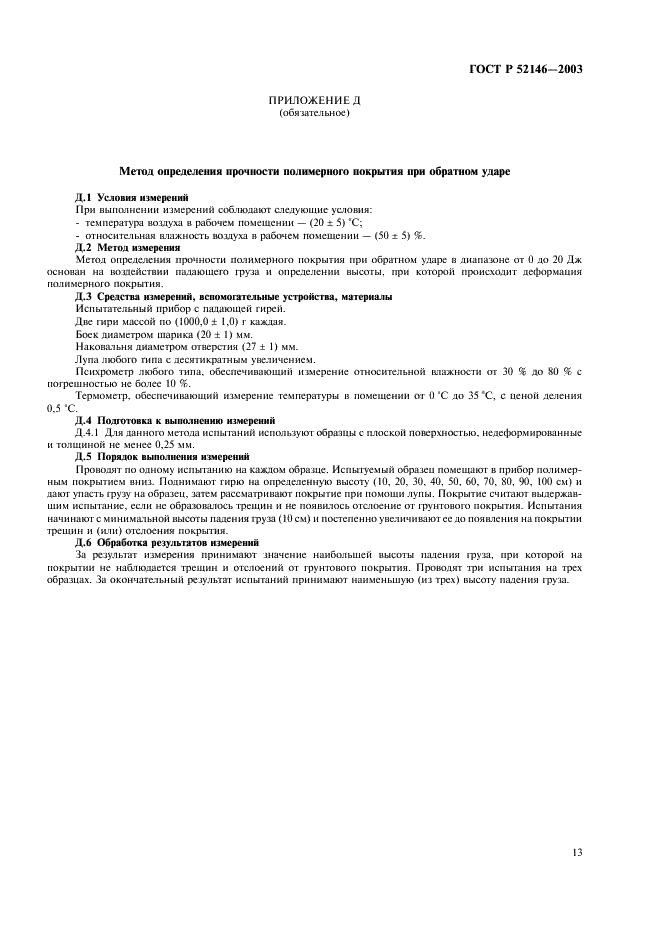 ГОСТ Р 52146—2003
ПРИЛОЖЕНИЕ Д
(обязательное)
Метод определения прочности полимерного покрытия при обратном ударе
Д.1 Условия измерений
При выполнении измерений соблюдают следующие условия:
- температура воздуха в рабочем помещении — (20 ± 5) °С;
- относительная влажность воздуха в рабочем помещении — (50 ± 5) %.
Д.2 Метод измерения
Метод определения прочности полимерного покрытия при обратном ударе в диапазоне от 0 до 20 Дж
основан на воздействии падающего груза и определении высоты, при которой происходит деформация
полимерного покрытия.
Д.3 Средства измерений, вспомогательные устройства, материалы
Испытательный прибор с падающей гирей.
Две гири массой по (1000,0 ± 1,0) г каждая.
Боек диаметром шарика (20 ± 1) мм.
Наковальня диаметром отверстия (27 ± 1) мм.
Лупа любого типа с десятикратным увеличением.
Психрометр любого типа, обеспечивающий измерение относительной влажности от 30 % до 80 % с
погрешностью не более 10 %.
Термометр, обеспечивающий измерение температуры в помещении от 0 °С до 35 °С, с ценой деления
0,5 °С.
Д.4 Подготовка к выполнению измерений
Д.4.1 Для данного метода испытаний используют образцы с плоской поверхностью, недеформированные
и толщиной не менее 0,25 мм.
Д.5 Порядок выполнения измерений
Проводят по одному испытанию на каждом образце. Испытуемый образец помещают в прибор полимер-
ным покрытием вниз. Поднимают гирю на определенную высоту (10, 20, 30, 40, 50, 60, 70, 80, 90, 100 см) и
дают упасть грузу на образец, затем рассматривают покрытие при помощи лупы. Покрытие считают выдержав-
шим испытание, если не образовалось трещин и не появилось отслоение от грунтового покрытия. Испытания
начинают с минимальной высоты падения груза (10 см) и постепенно увеличивают ее до появления на покрытии
трещин и (или) отслоения покрытия.
Д.6 Обработка результатов измерений
За результат измерения принимают значение наибольшей высоты падения груза, при которой на
покрытии не наблюдается трещин и отслоений от грунтового покрытия. Проводят три испытания на трех
образцах. За окончательный результат испытаний принимают наименьшую (из трех) высоту падения груза.
13